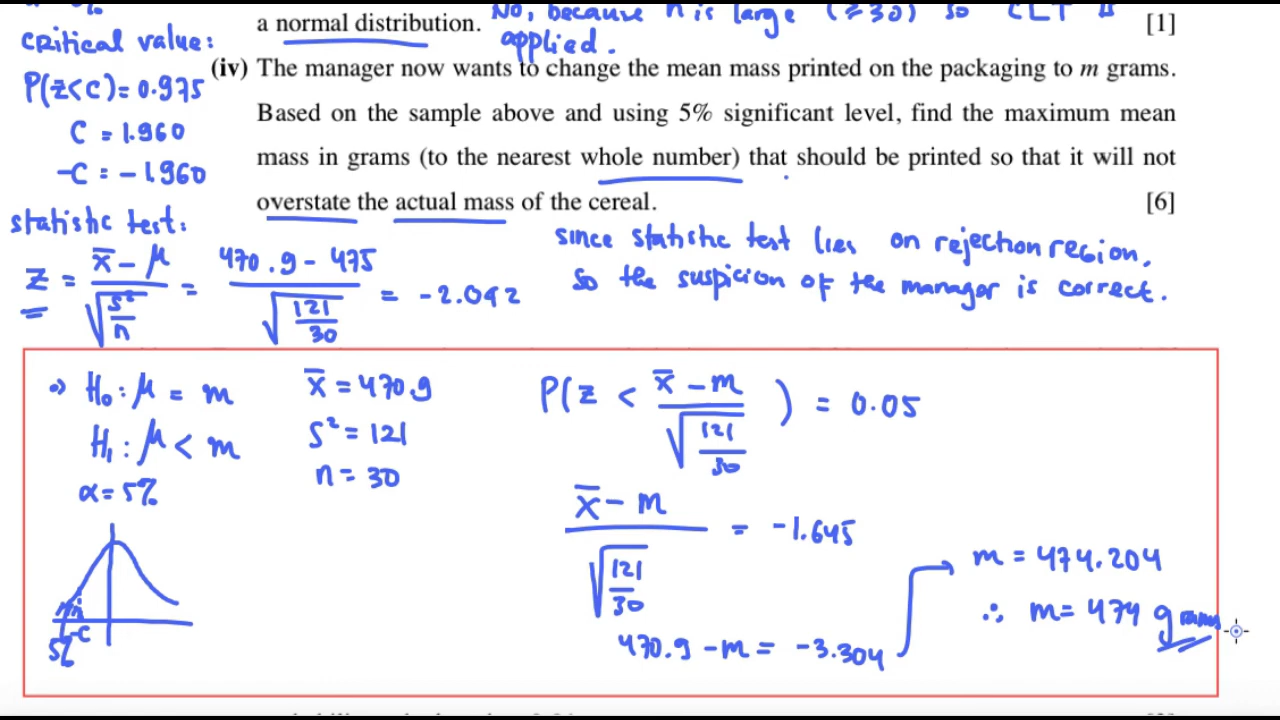 No, because n is large (≥30) so CLT is
a normal distribution. applied. [1]
critical value:
P(z<c) = 0.975
c = 1.960
-c = -1.960
(iv) The manager now wants to change the mean mass printed on the packaging to m grams.
Based on the sample above and using 5% significant level, find the maximum mean
mass in grams (to the nearest whole number) that should be printed so that it will not
overstate the actual mass of the cereal. [6]
statistic test:
z = x̄ - μ / √(s²/n) = 470.9 - 475 / √(121/30) = -2.042
since statistic test lies on rejection region,
so the suspicion of the manager is correct.
⇒ H₀: μ = m
H₁: μ < m
α = 5%
-c
5%
x̄ = 470.9
s² = 121
n = 30
P(z < x̄ - m / √(121/30)) = 0.05
x̄ - m / √(121/30) = -1.645
470.9 - m = -3.304
m = 474.204
∴ m = 474 grams